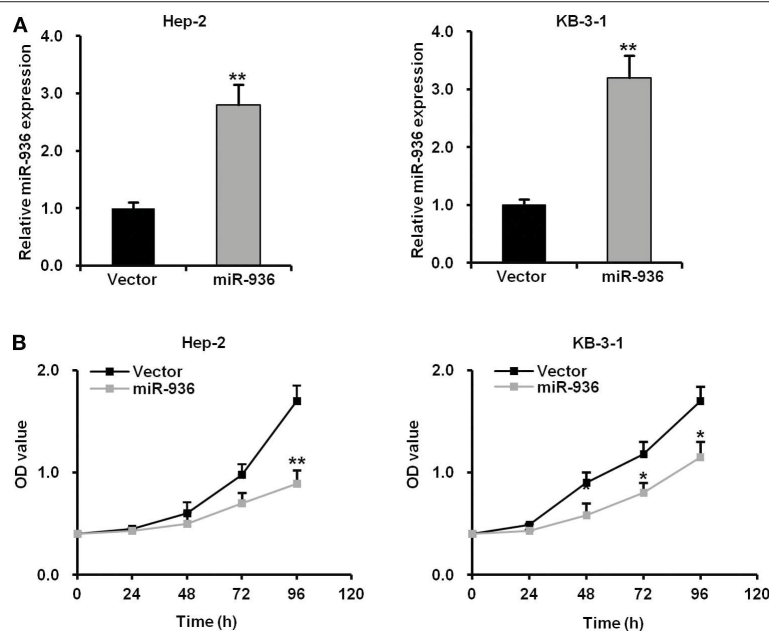 A
Hep-2
Relative miR-936 expression
4.0
3.0
2.0
1.0
0.0
**
Vector
miR-936
KB-3-1
Relative miR-936 expression
4.0
3.0
2.0
1.0
0.0
**
Vector
miR-936
B
Hep-2
Vector
miR-936
OD value
2.0
1.0
0.0
**
0
24
48
72
96
120
Time (h)
KB-3-1
Vector
miR-936
OD value
2.0
1.0
0.0
*
*
*
0
24
48
72
96
120
Time (h)